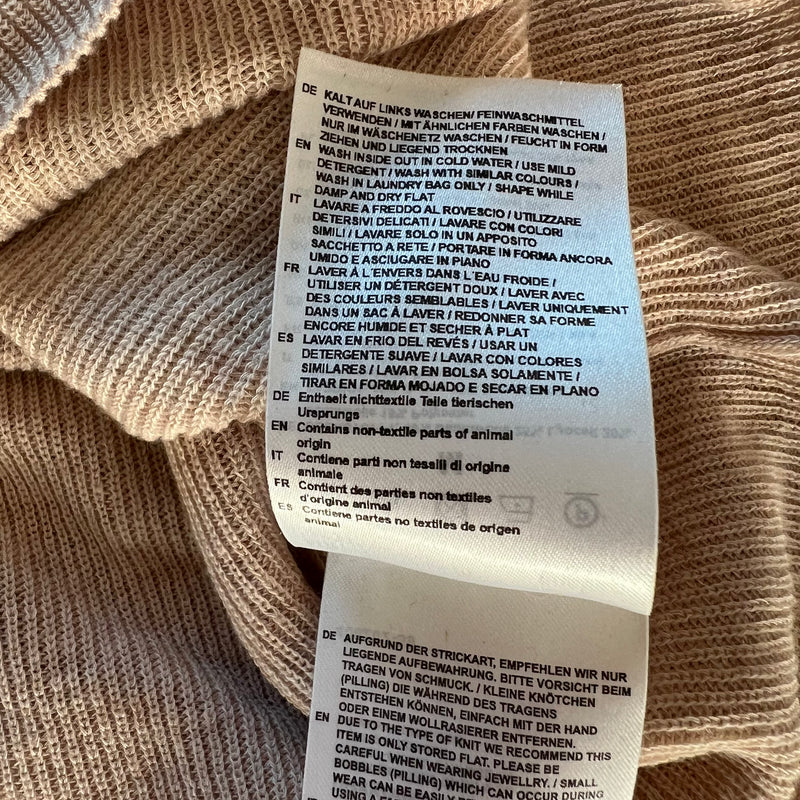 DE KALT AUF LINKS WASCHEN/ FEINWASCHMITTEL
VERWENDEN / MIT ÄHNLICHEN FARBEN WASCHEN /
NUR IM WÄSCHENETZ WASCHEN / FEUCHT IN FORM
ZIEHEN UND LIEGEND TROCKNEN
EN WASH INSIDE OUT IN COLD WATER / USE MILD
DETERGENT / WASH WITH SIMILAR COLOURS /
WASH IN LAUNDRY BAG ONLY / SHAPE WHILE
DAMP AND DRY FLAT
IT LAVARE A FREDDO AL ROVESCIO / UTILIZZARE
DETERSIVI DELICATI / LAVARE CON COLORI
SIMILI / LAVARE SOLO IN UN APPOSITO
SACCHETTO A RETE / PORTARE IN FORMA ANCORA
UMIDO E ASCIUGARE IN PIANO
FR LAVER À L´ENVERS DANS L'EAU FROIDE /
UTILISER UN DÉTERGENT DOUX / LAVER AVEC
DES COULEURS SEMBLABLES / LAVER UNIQUEMENT
DANS UN SAC À LAVER / REDONNER SA FORME
ENCORE HUMIDE ET SECHER À PLAT
ES LAVAR EN FRIO DEL REVÉS / USAR UN
DETERGENTE SUAVE / LAVAR CON COLORES
SIMILARES / LAVAR EN BOLSA SOLAMENTE /
TIRAR EN FORMA MOJADO E SECAR EN PLANO
DE Enthaelt nichttextile Teile tierischen
Ursprungs
EN Contains non-textile parts of animal
origin
IT Contiene parti non tessili di origine
animale
FR Contient des parties non textiles
d'origine animal
ES Contiene partes no textiles de origen
animal
DE AUFGRUND DER STRICKART, EMPFEHLEN WIR NUR
LIEGENDE AUFBEWAHRUNG. BITTE VORSICHT BEIM
TRAGEN VON SCHMUCK. / KLEINE KNÖTCHEN
(PILLING) DIE WÄHREND DES TRAGENS
ENTSTEHEN KÖNNEN, EINFACH MIT DER HAND
ODER EINEM WOLLRASIERER ENTFERNEN.
EN DUE TO THE TYPE OF KNIT WE RECOMMEND THIS
ITEM IS ONLY STORED FLAT. PLEASE BE
CAREFUL WHEN WEARING JEWELLRY. / SMALL
BOBBLES (PILLING) WHICH CAN OCCUR DURING
WEAR CAN BE EASILY
USING A